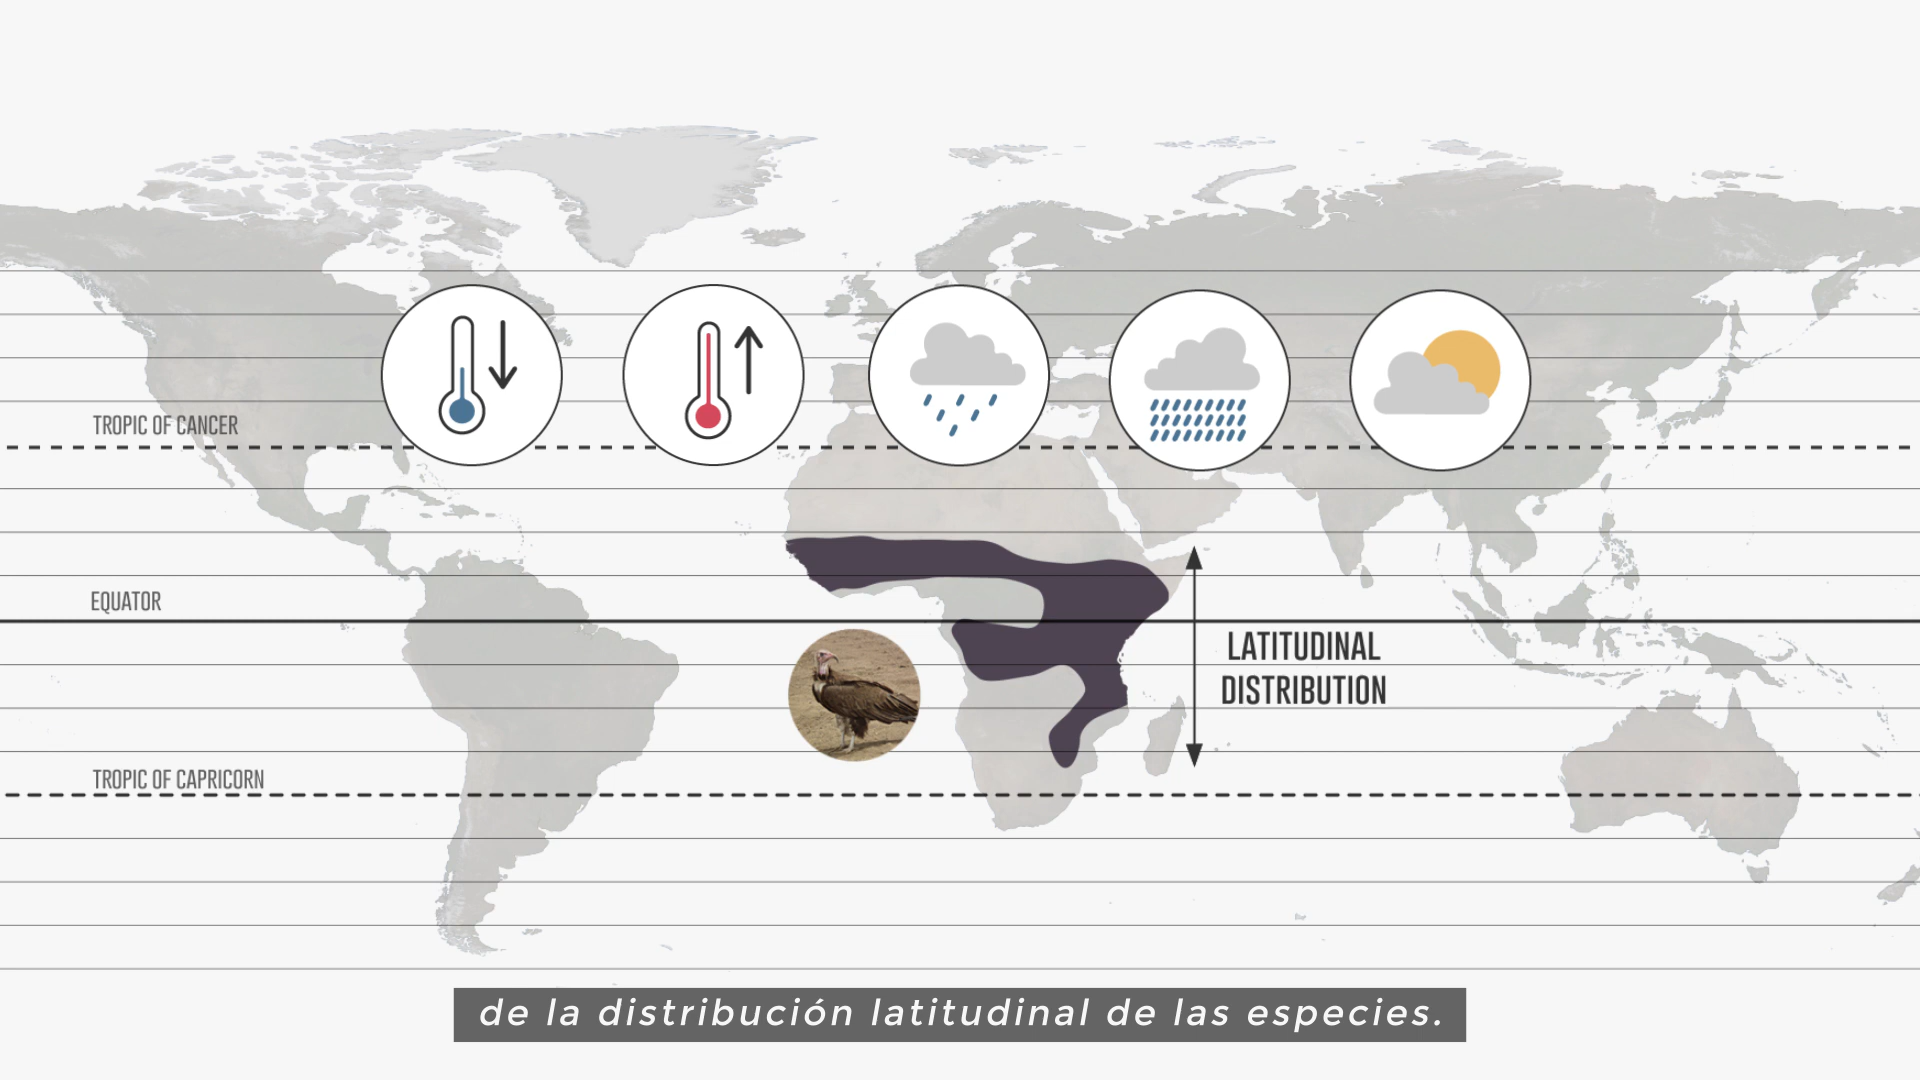 TROPIC OF CANCER
EQUATOR
LATITUDINAL
DISTRIBUTION
TROPIC OF CAPRICORN
de la distribución latitudinal de las especies.